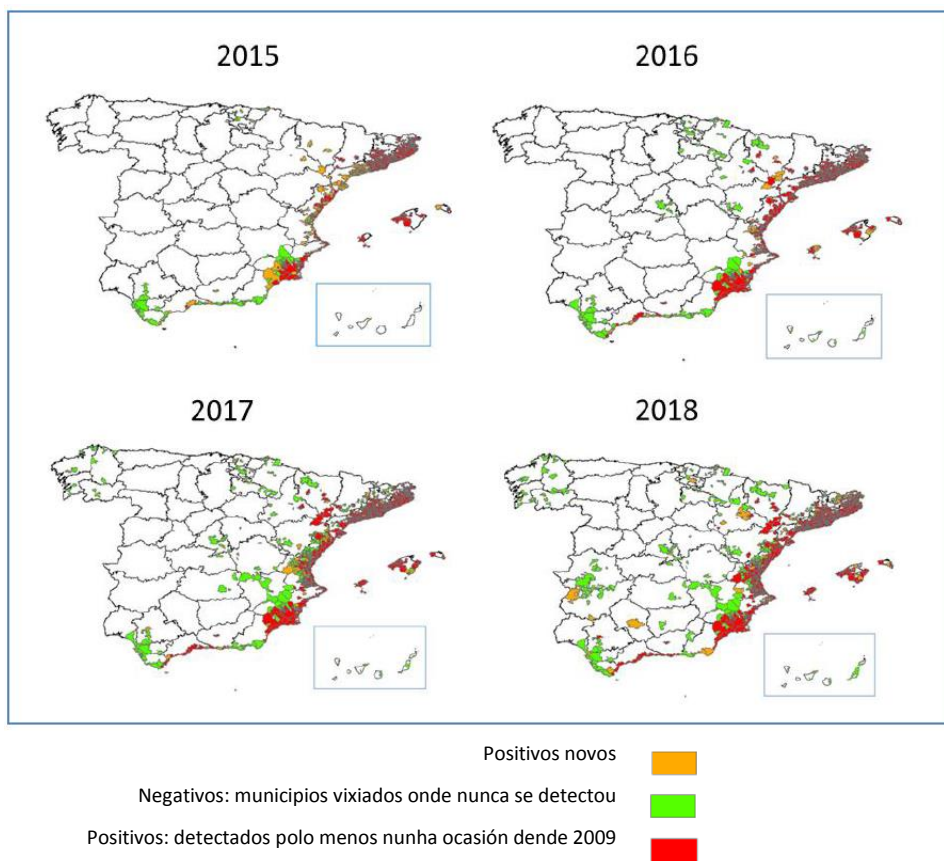 2015
2016
2017
2018
Positivos novos
Negativos: municipios vixiados onde nunca se detectou
Positivos: detectados polo menos nunha ocasión dende 2009